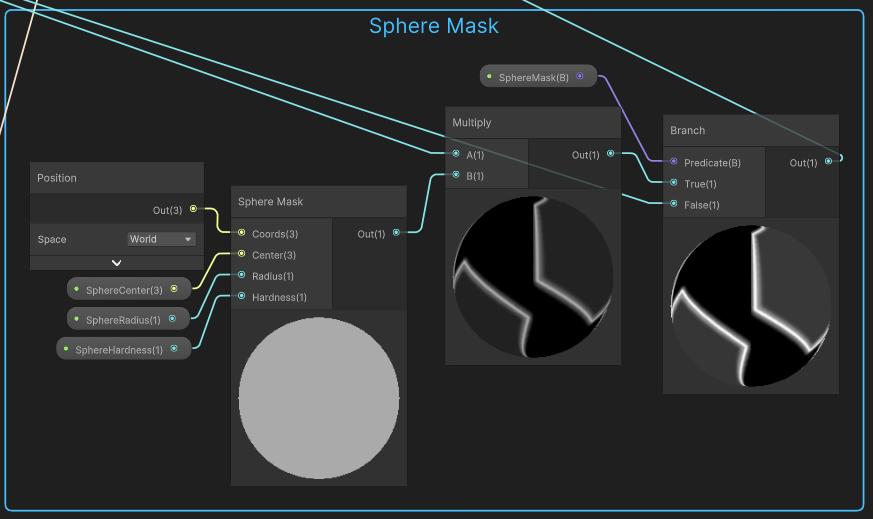 Sphere Mask
SphereMask(B)
Multiply
A(1)
B(1)
Out(1)
Branch
Predicate(B)
True(1)
False(1)
Out(1)
Position
Out(3)
Space
World
Sphere Mask
Coords(3)
Center(3)
Radius(1)
Hardness(1)
Out(1)
SphereCenter(3)
SphereRadius(1)
SphereHardness(1)